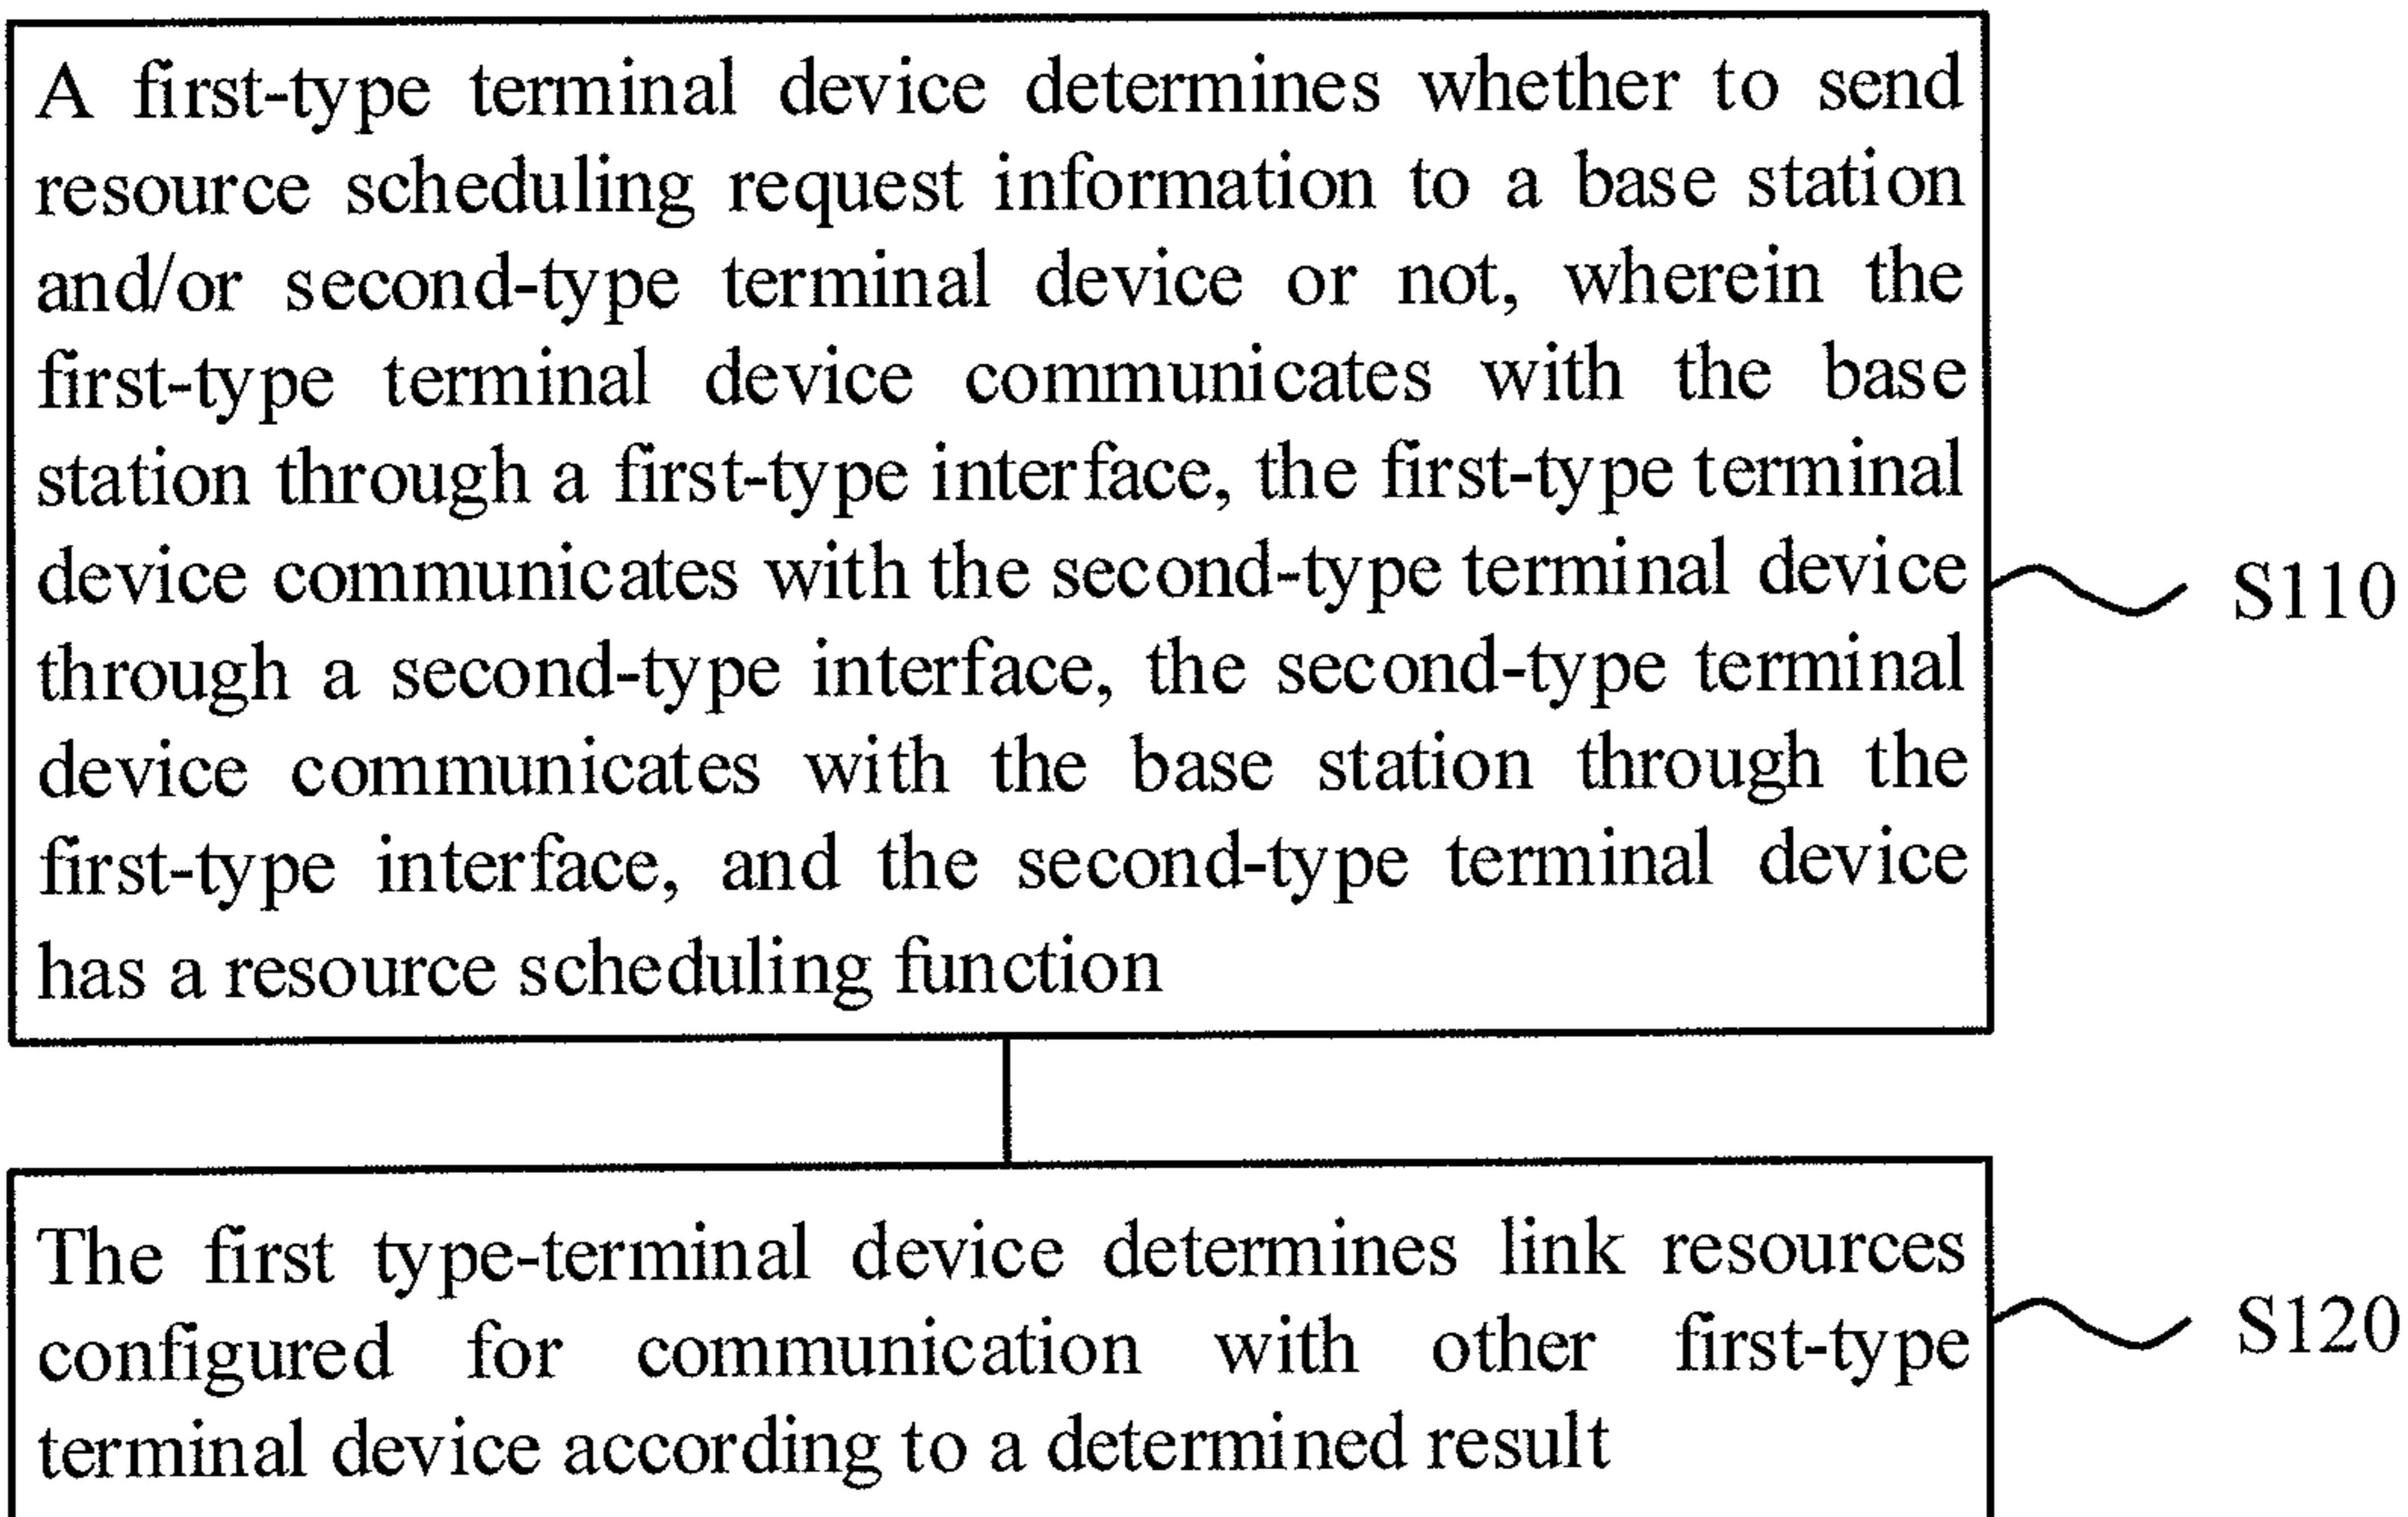 A first-type terminal device determines whether to send
resource scheduling request information to a base station
and/or second-type terminal device or not, wherein the
first-type terminal device communicates with the base
station through a first-type interface, the first-type terminal
device communicates with the second-type terminal device
through a second-type interface, the second-type terminal
device communicates with the base station through the
first-type interface, and the second-type terminal device
has a resource scheduling function
S110
The first type-terminal device determines link resources
configured for communication with other first-type
terminal device according to a determined result
S120